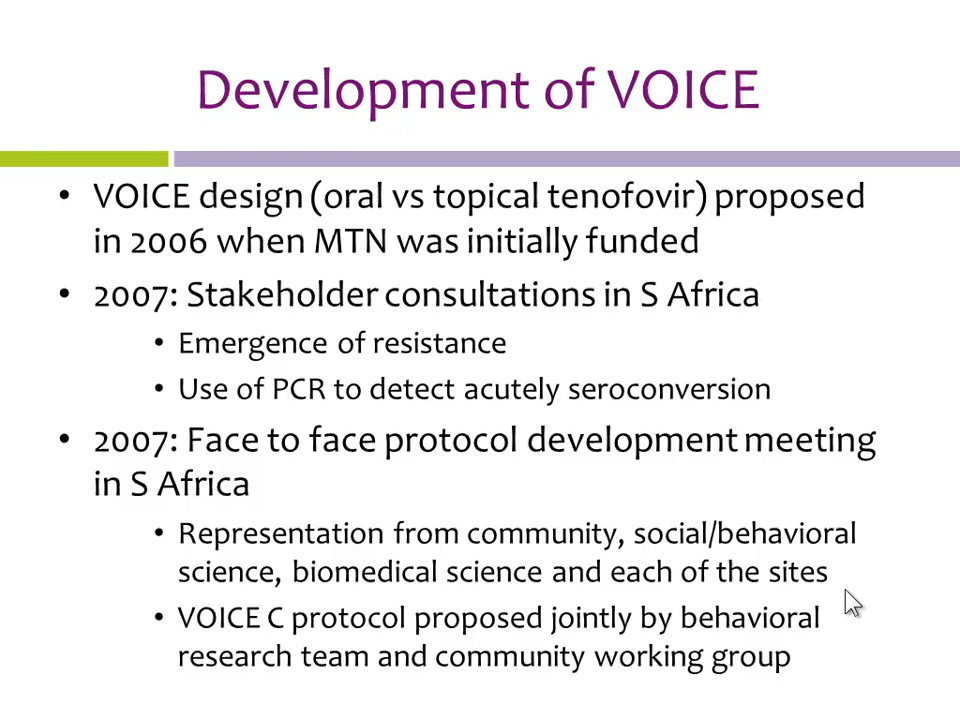 Development of VOICE
• VOICE design (oral vs topical tenofovir) proposed
in 2006 when MTN was initially funded
• 2007: Stakeholder consultations in S Africa
• Emergence of resistance
• Use of PCR to detect acutely seroconversion
• 2007: Face to face protocol development meeting
in S Africa
• Representation from community, social/behavioral
science, biomedical science and each of the sites
• VOICE C protocol proposed jointly by behavioral
research team and community working group